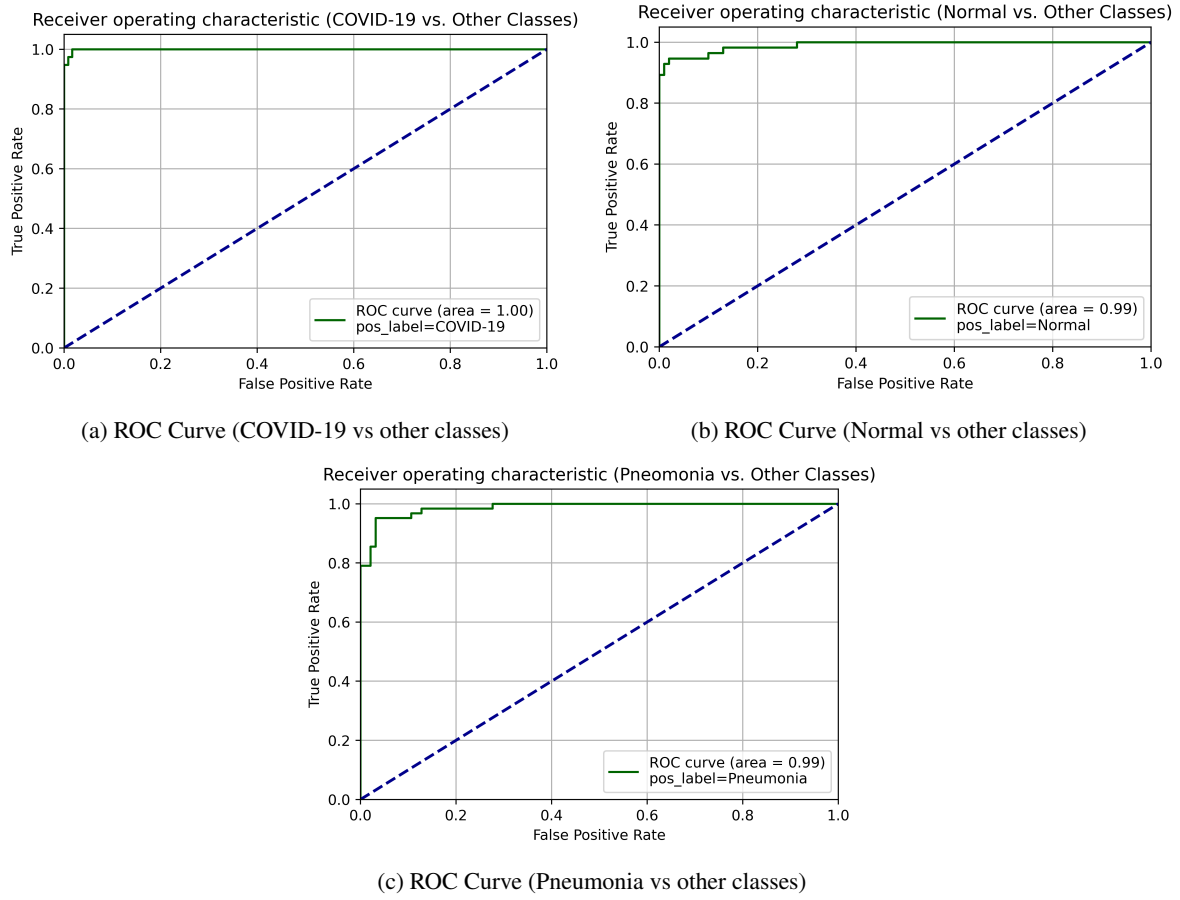 Receiver operating characteristic (COVID-19 vs. Other Classes)
1.0
0.8
0.6
0.4
0.2
0.0
True Positive Rate
ROC curve (area = 1.00)
pos_label=COVID-19
0.0 0.2 0.4 0.6 0.8 1.0
False Positive Rate
(a) ROC Curve (COVID-19 vs other classes)
Receiver operating characteristic (Normal vs. Other Classes)
1.0
0.8
0.6
0.4
0.2
0.0
True Positive Rate
ROC curve (area = 0.99)
pos_label=Normal
0.0 0.2 0.4 0.6 0.8 1.0
False Positive Rate
(b) ROC Curve (Normal vs other classes)
Receiver operating characteristic (Pneomonia vs. Other Classes)
1.0
0.8
0.6
0.4
0.2
0.0
True Positive Rate
ROC curve (area = 0.99)
pos_label=Pneumonia
0.0 0.2 0.4 0.6 0.8 1.0
False Positive Rate
(c) ROC Curve (Pneumonia vs other classes)